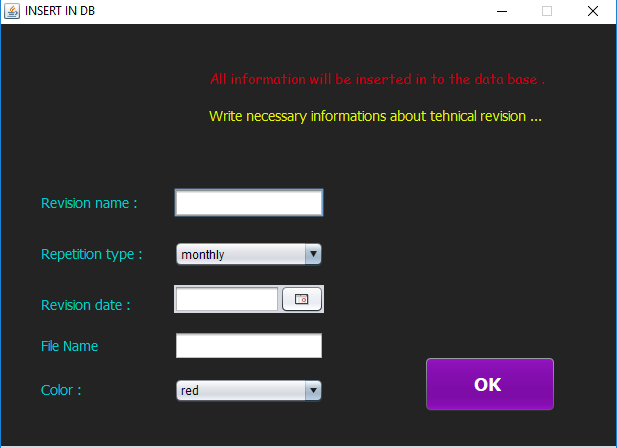 INSERT IN DB
All information will be inserted in to the data base .
Write necessary informations about tehnical revision ...
Revision name :
Repetition type : monthly
Revision date :
File Name
Color : red
OK